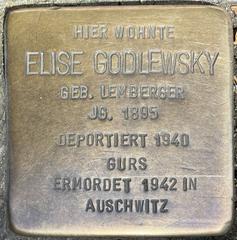 HIER WOHNTE
ELISE GODLEWSKY
GEB. LEMBERGER
JG. 1895
DEPORTIERT 1940
GURS
ERMORDET 1942 IN
AUSCHWITZ